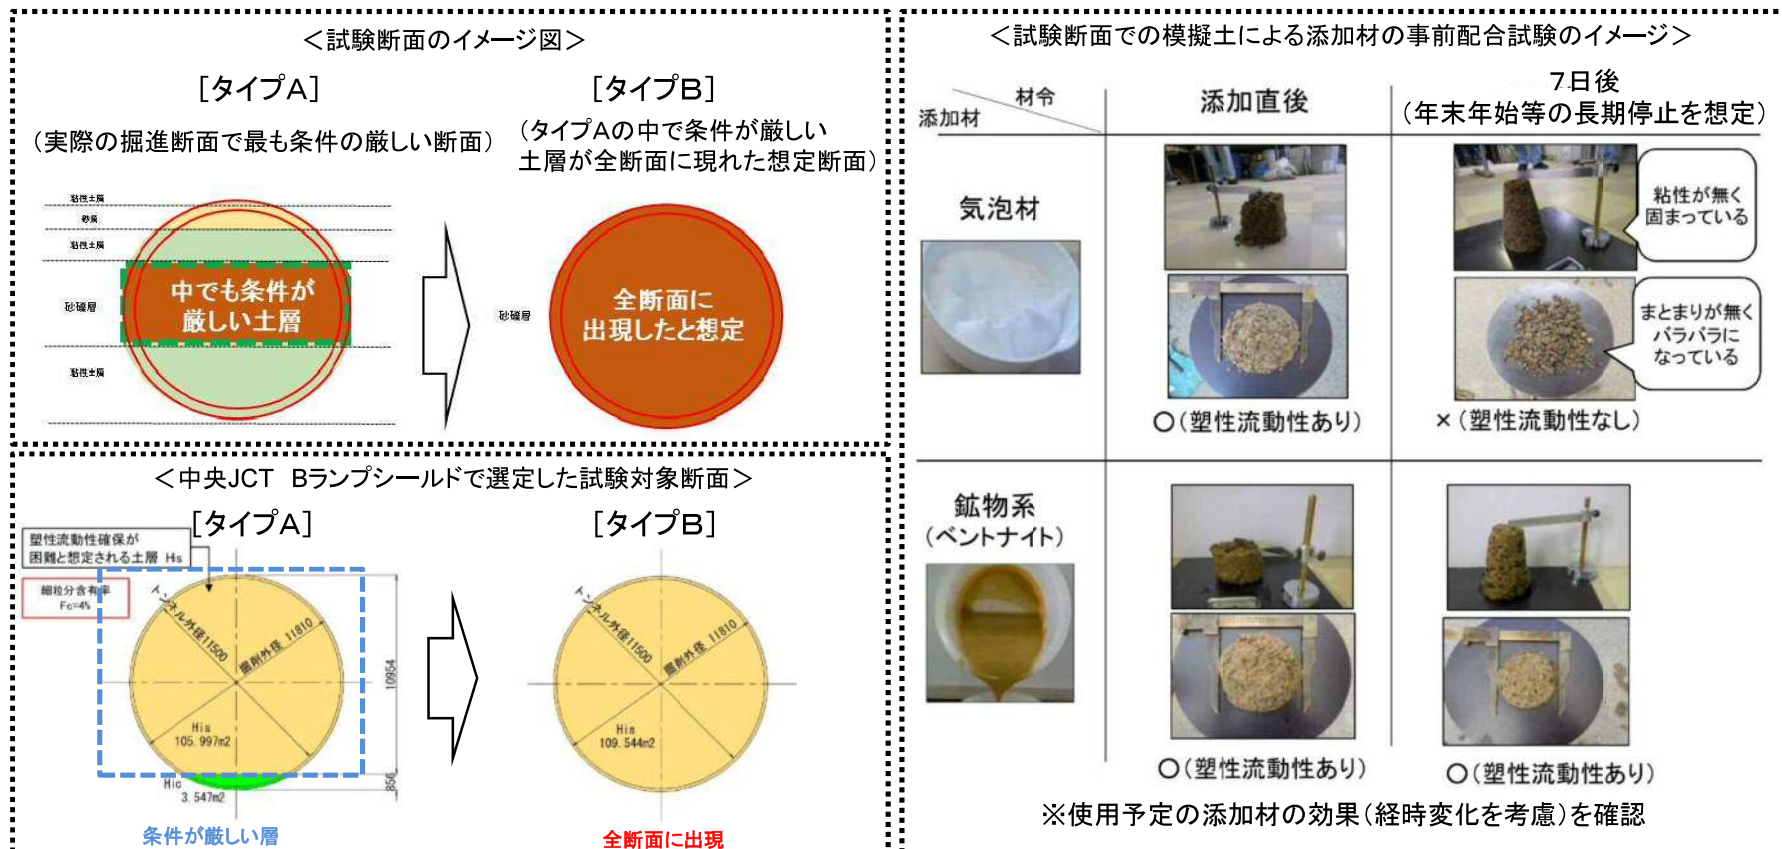 ＜試験断面のイメージ図＞
［タイプＡ］
（実際の掘進断面で最も条件の厳しい断面）
［タイプＢ］
（タイプＡの中で条件が厳しい
土層が全断面に現れた想定断面）
粘性土層
砂層
粘性土層
砂礫層
粘性土層
中でも条件が
厳しい土層
砂礫層
全断面に
出現したと想定
＜中央JCT　Bランプシールドで選定した試験対象断面＞
［タイプＡ］
塑性流動性確保が
困難と想定される土層 His
細粒分含有率
Fc=4%
トンネル外径11500
掘削外径 11810
10954
856
His
105.997m2
Hic
3.547m2
条件が厳しい層
［タイプＢ］
トンネル外径11500
掘削外径 11810
His
109.544m2
全断面に出現
＜試験断面での模擬土による添加材の事前配合試験のイメージ＞
材令
添加材
添加直後
7日後
（年末年始等の長期停止を想定）
気泡材
粘性が無く
固まっている
まとまりが無く
バラバラに
なっている
○（塑性流動性あり）
×（塑性流動性なし）
鉱物系
（ベントナイト）
○（塑性流動性あり）
○（塑性流動性あり）
※使用予定の添加材の効果（経時変化を考慮）を確認